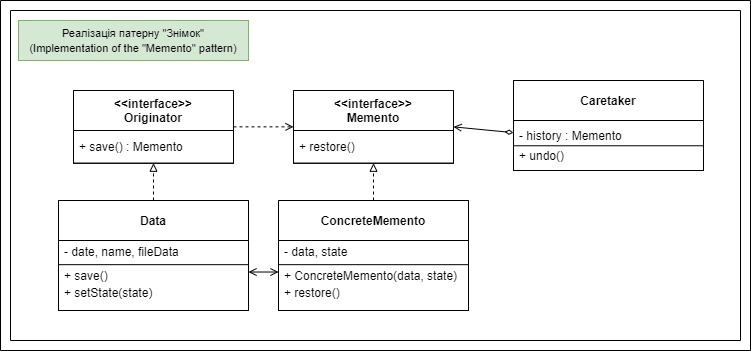 Реалізація патерну "Знімок"
(Implementation of the "Memento" pattern)
<<interface>>
Originator
+ save() : Memento
<<interface>>
Memento
+ restore()
Caretaker
- history : Memento
+ undo()
Data
- date, name, fileData
+ save()
+ setState(state)
ConcreteMemento
- data, state
+ ConcreteMemento(data, state)
+ restore()